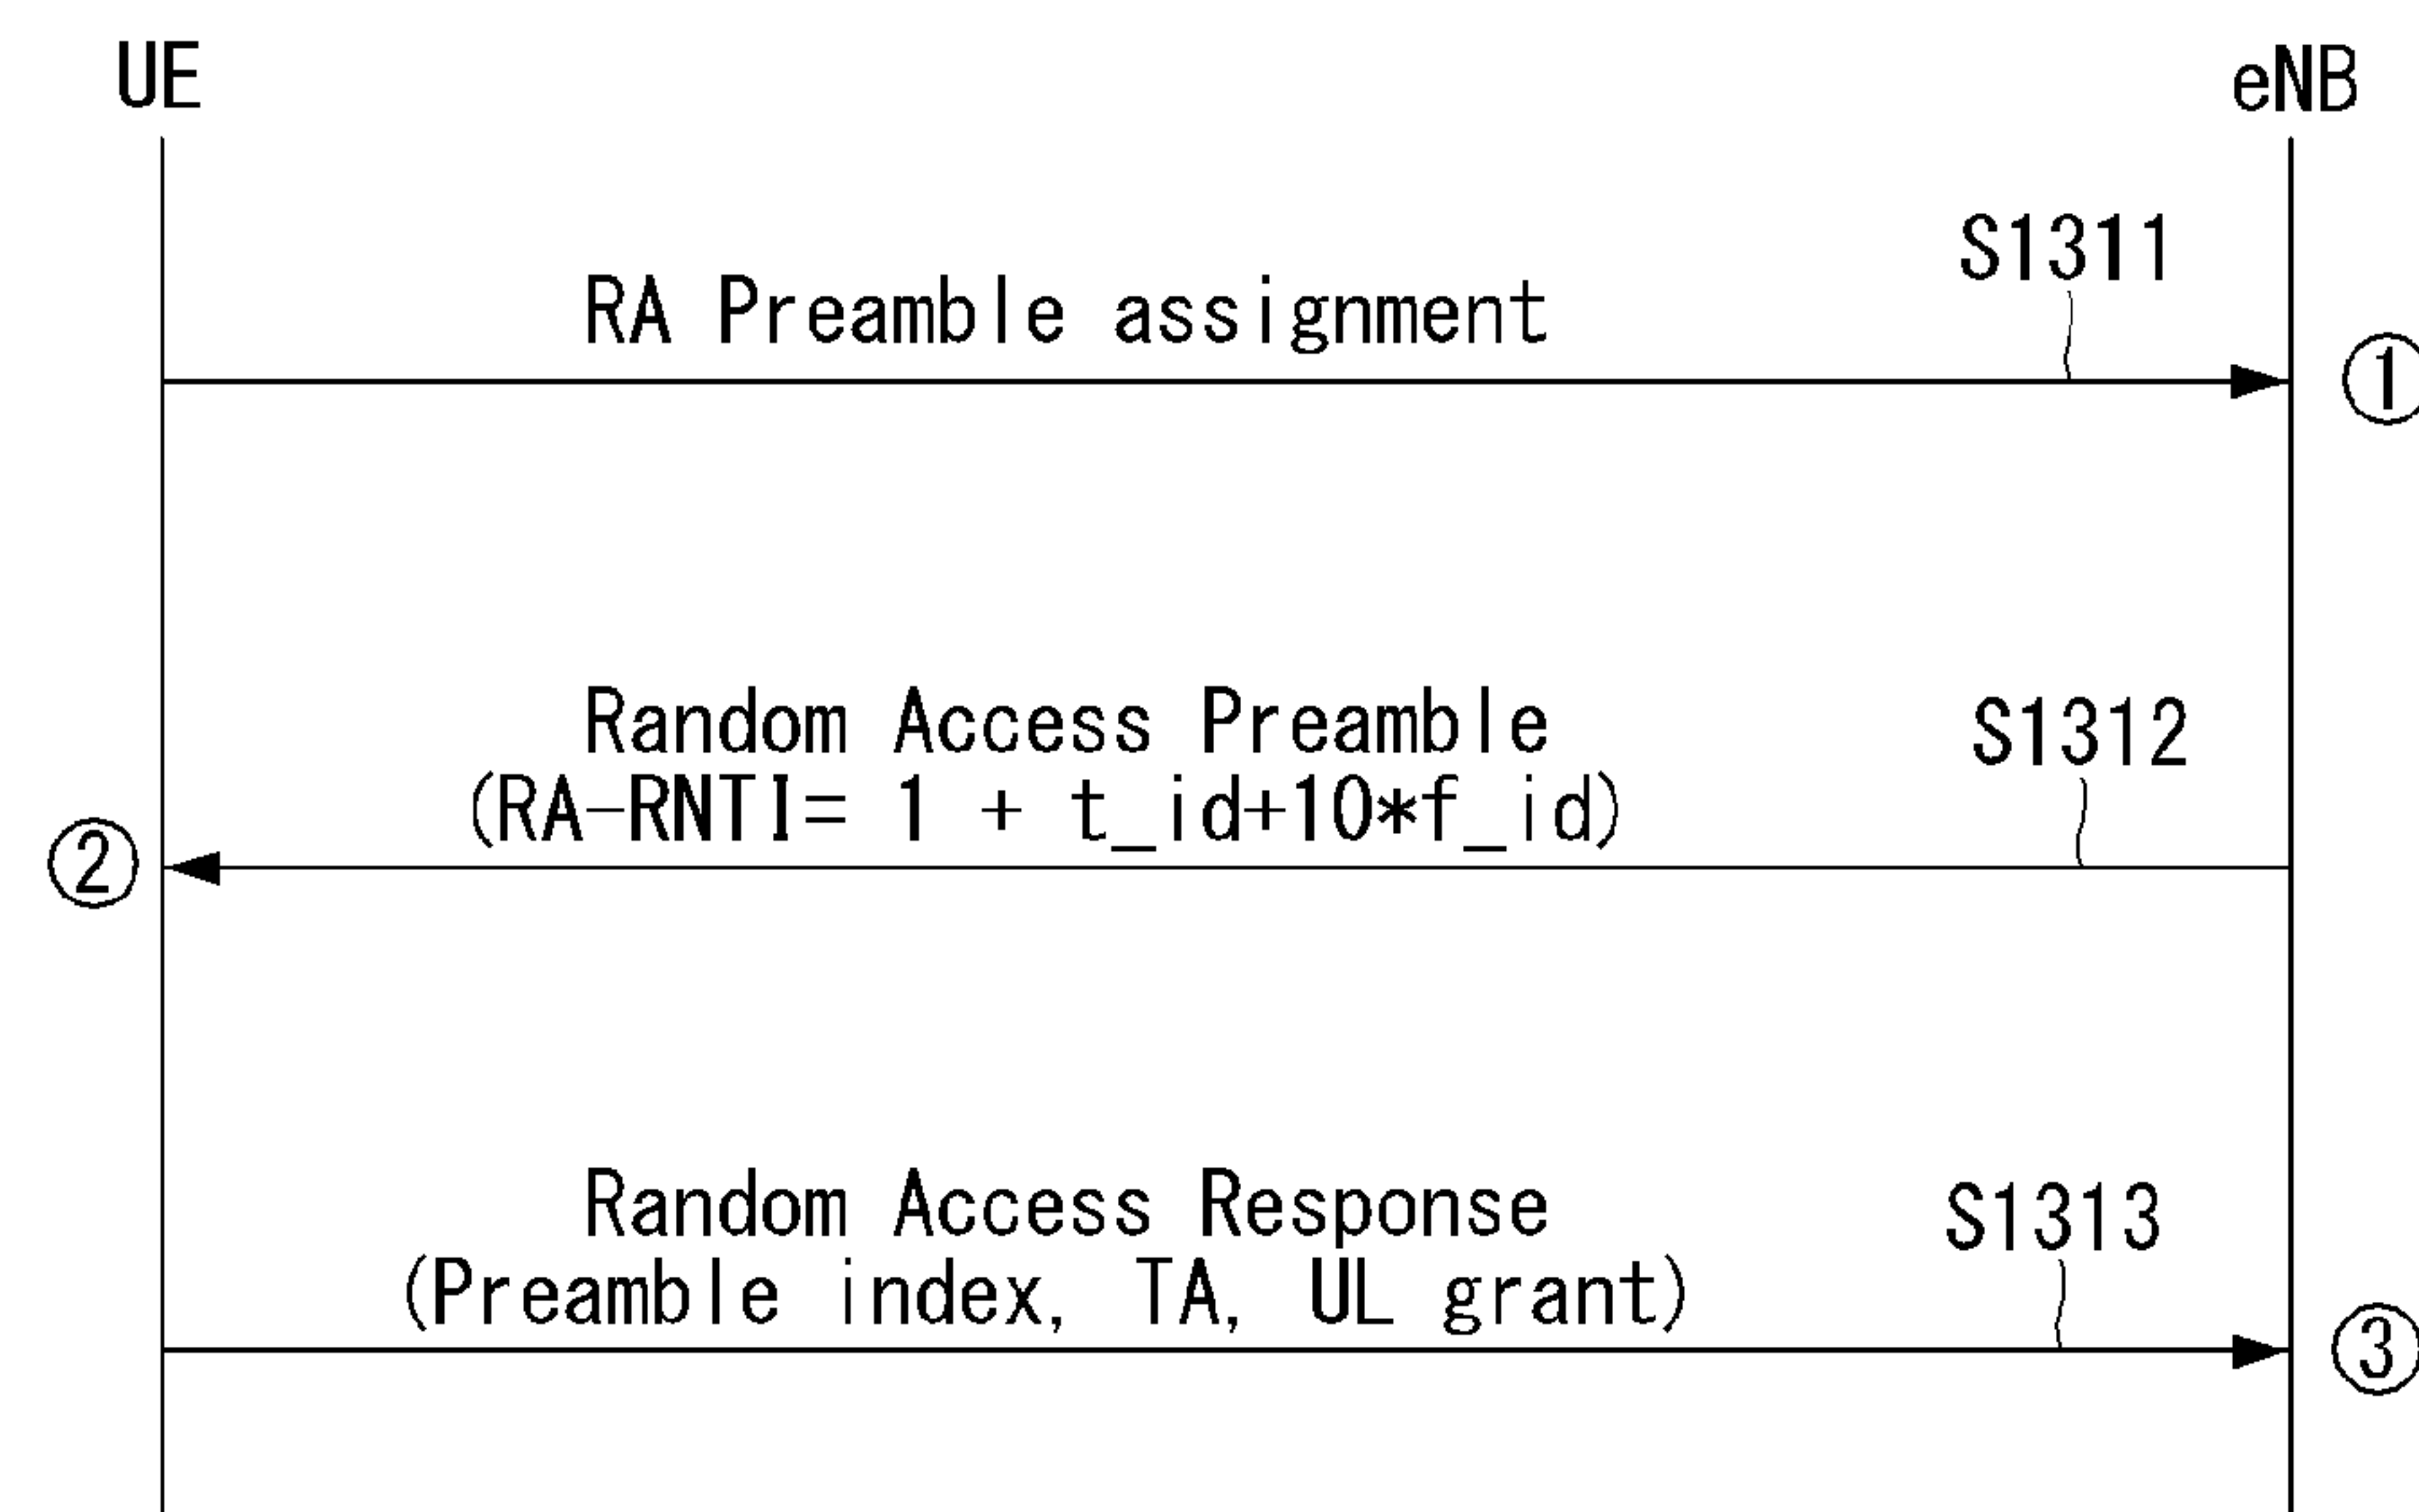 UE
eNB
S1311
RA Preamble assignment
①
Random Access Preamble
S1312
(RA-RNTI= 1 + t_id+10*f_id)
②
Random Access Response
S1313
(Preamble index, TA, UL grant)
③